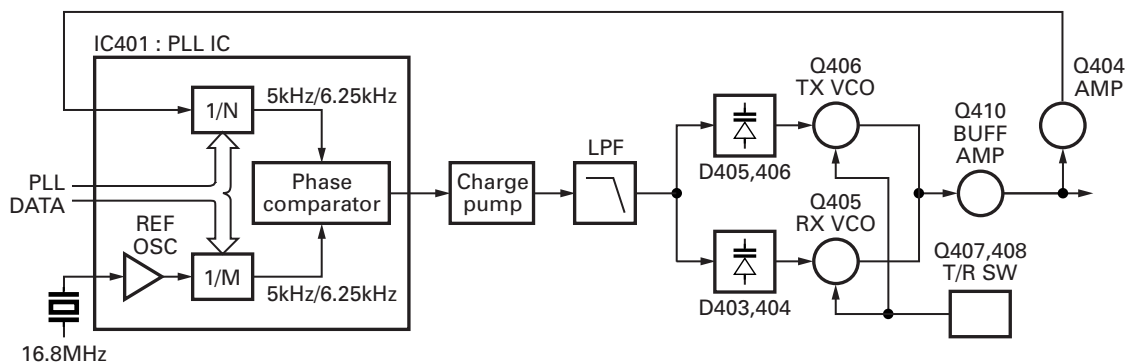 IC401 : PLL IC
1/N
5kHz/6.25kHz
PLL
DATA
REF
OSC
1/M
5kHz/6.25kHz
16.8MHz
Phase
comparator
Charge
pump
LPF
D405,406
D403,404
Q406
TX VCO
Q405
RX VCO
Q410
BUFF
AMP
Q404
AMP
Q407,408
T/R SW